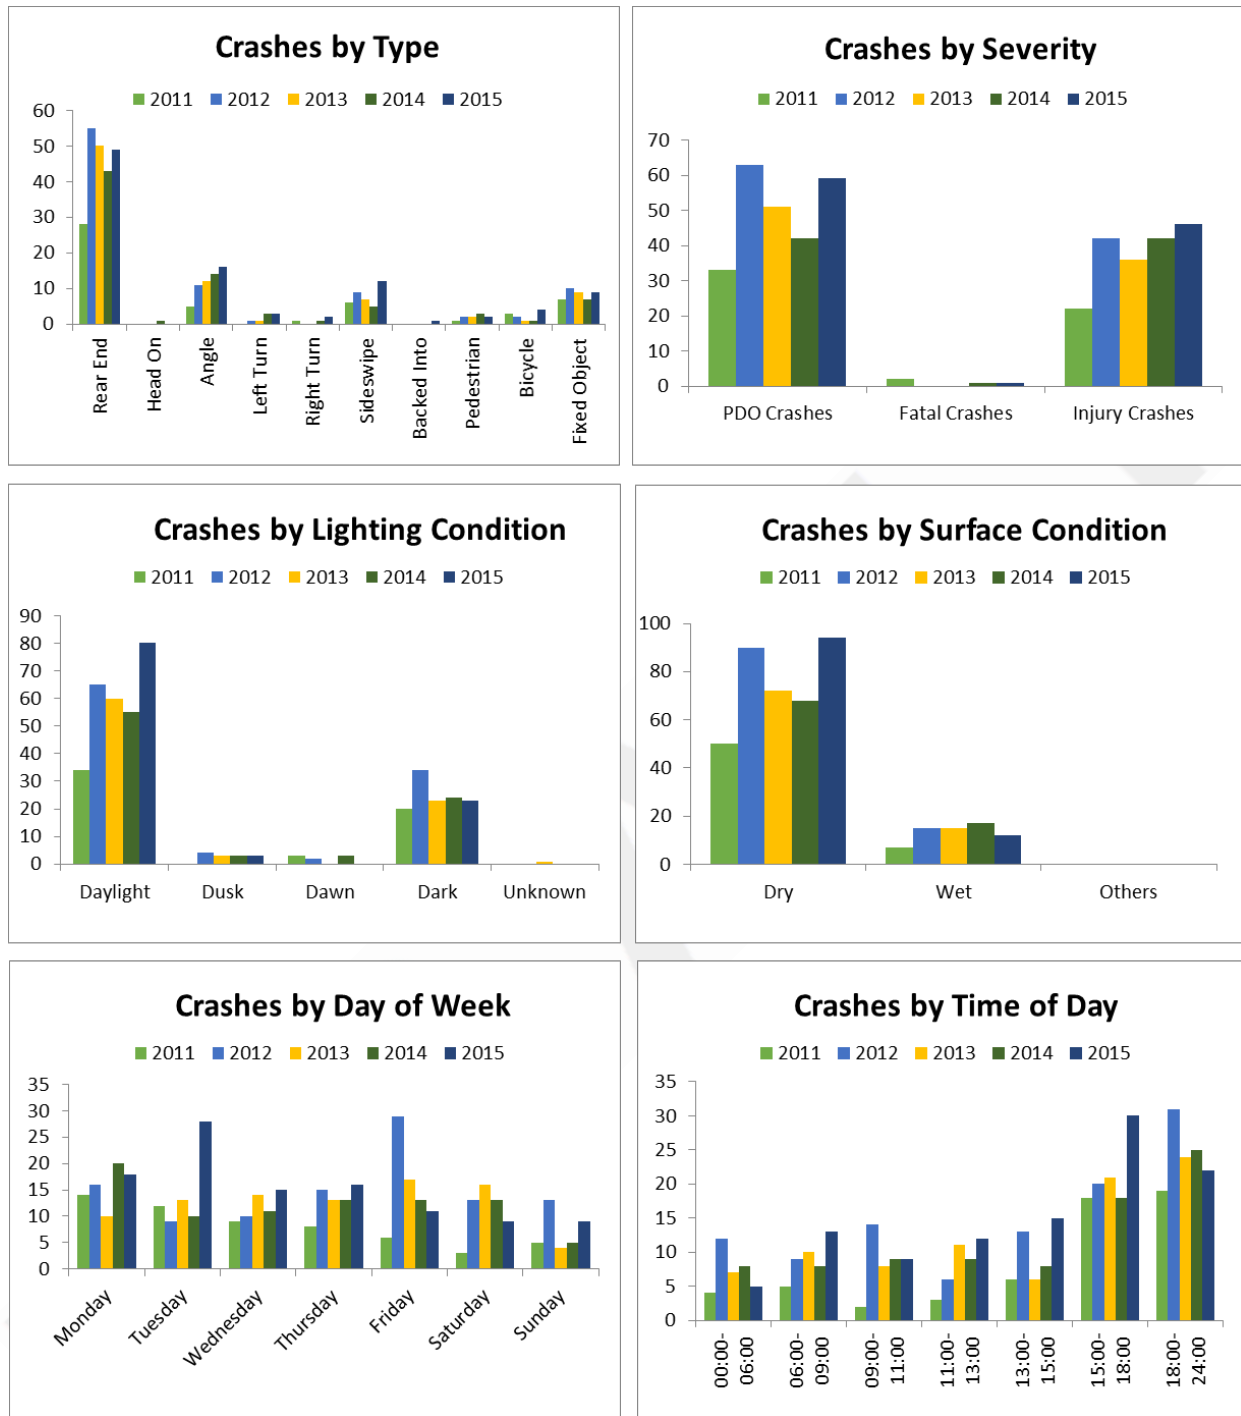 Crashes by Type
2011 2012 2013 2014 2015
60
50
40
30
20
10
0
Rear End
Head On
Angle
Left Turn
Right Turn
Sideswipe
Backed Into
Pedestrian
Bicycle
Fixed Object
Crashes by Severity
2011 2012 2013 2014 2015
70
60
50
40
30
20
10
0
PDO Crashes Fatal Crashes Injury Crashes
Crashes by Lighting Condition
2011 2012 2013 2014 2015
90
80
70
60
50
40
30
20
10
0
Daylight Dusk Dawn Dark Unknown
Crashes by Surface Condition
2011 2012 2013 2014 2015
100
80
60
40
20
0
Dry Wet Others
Crashes by Day of Week
2011 2012 2013 2014 2015
35
30
25
20
15
10
5
0
Monday
Tuesday
Wednesday
Thursday
Friday
Saturday
Sunday
Crashes by Time of Day
2011 2012 2013 2014 2015
35
30
25
20
15
10
5
0
00:00-
06:00
06:00-
09:00
09:00-
11:00
11:00-
13:00
13:00-
15:00
15:00-
18:00
18:00-
24:00